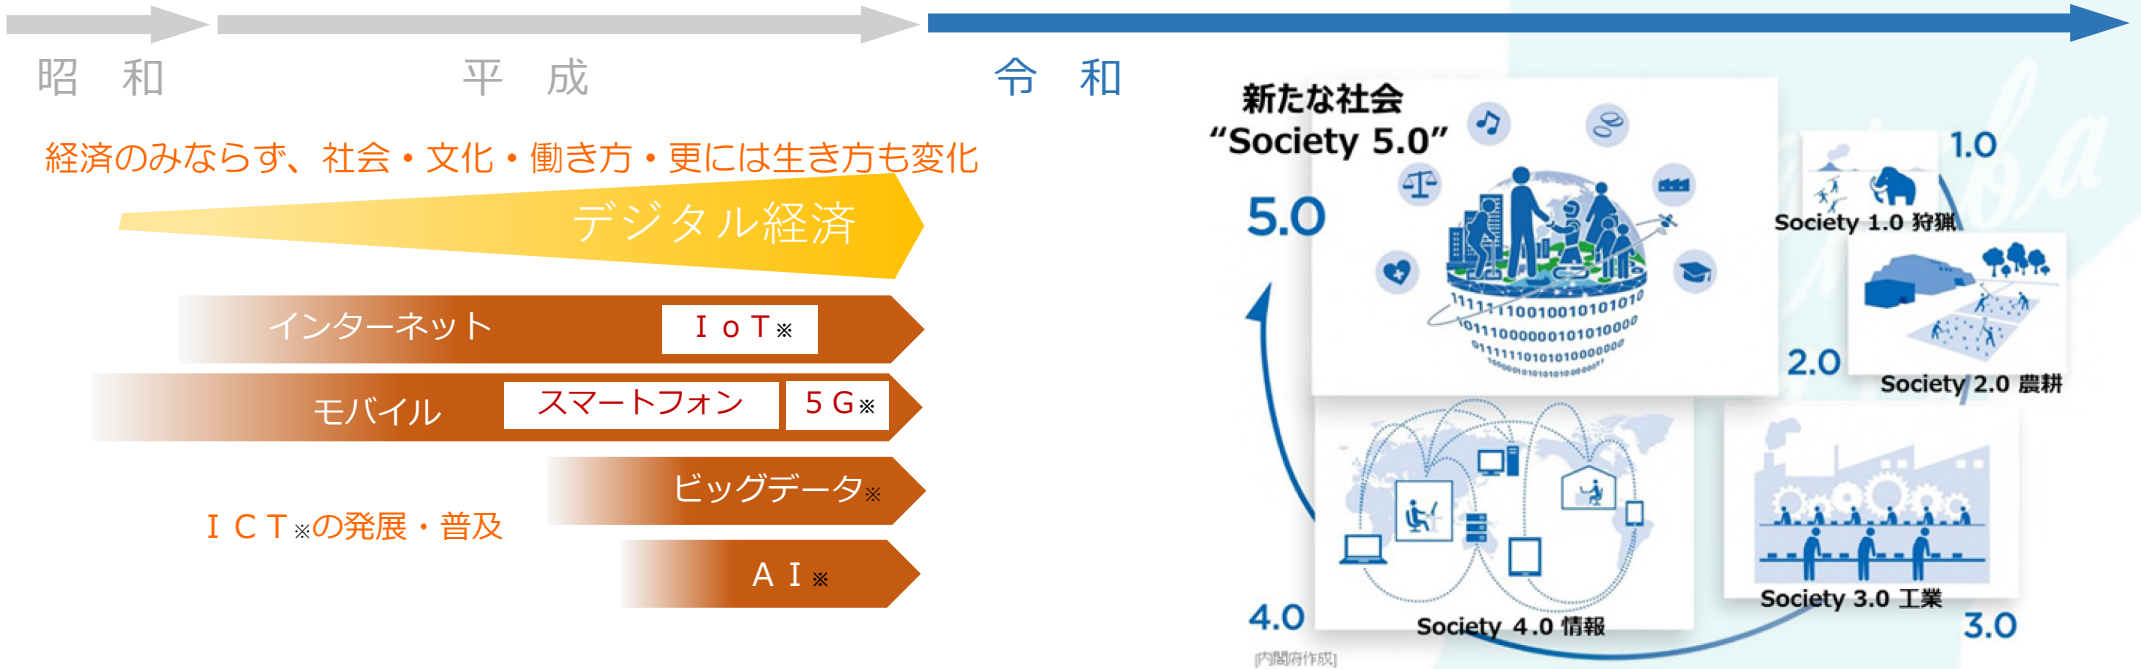 昭和
平成
令和
経済のみならず、社会・文化・働き方・更には生き方も変化
デジタル経済
インターネット
ＩｏＴ※
モバイル
スマートフォン
５Ｇ※
ビッグデータ※
ＩＣＴ※の発展・普及
ＡＩ※
新たな社会
“Society 5.0”
5.0
1.0
Society 1.0 狩猟
2.0
Society 2.0 農耕
Society 3.0 工業
3.0
4.0
Society ４.0 情報
[内閣府作成]